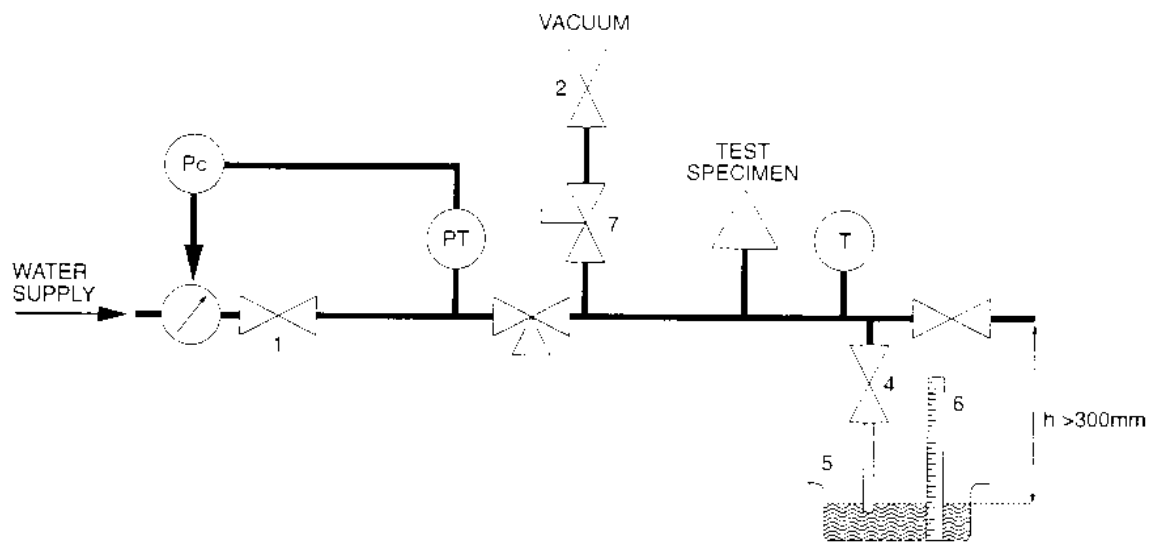 VACUUM
2
Pc
TEST
SPECIMEN
7
PT
T
WATER
SUPPLY
1
4
6
h >300mm
5